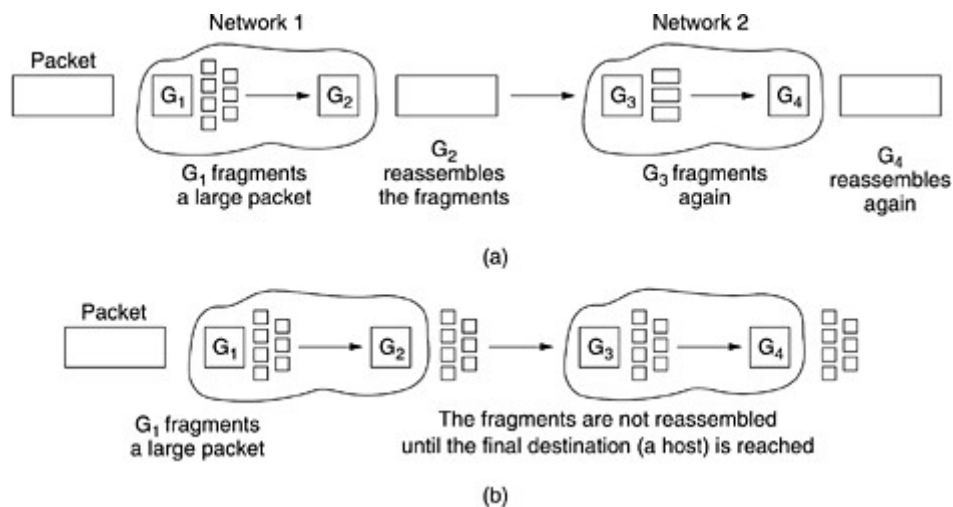 Network 1
Network 2
Packet
G1
G2
G3
G4
G1 fragments
a large packet
G2
reassembles
the fragments
G3 fragments
again
G4
reassembles
again
(a)
Packet
G1
G2
G3
G4
G1 fragments
a large packet
The fragments are not reassembled
until the final destination (a host) is reached
(b)